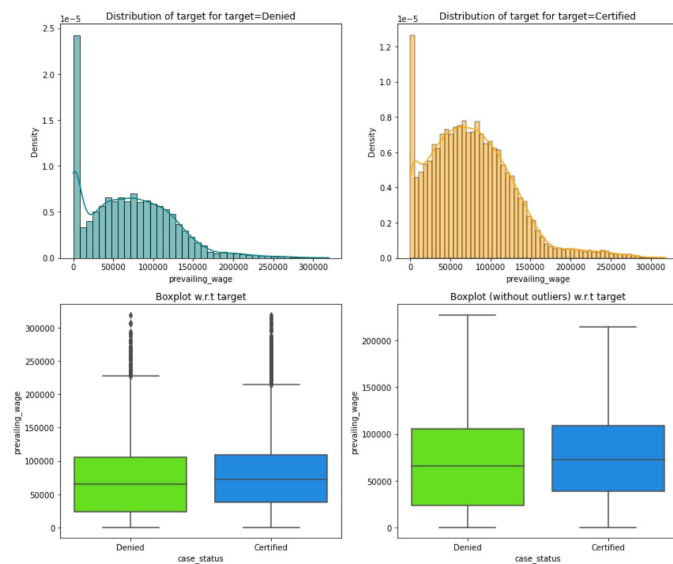 Distribution of target for target=Denied
1e−5
2.5
2.0
1.5
1.0
0.5
0.0
Density
0 50000 100000 150000 200000 250000 300000
prevailing_wage
Distribution of target for target=Certified
1e−5
1.2
1.0
0.8
0.6
0.4
0.2
0.0
Density
0 50000 100000 150000 200000 250000 300000
prevailing_wage
Boxplot w.r.t target
300000
250000
200000
150000
100000
50000
0
prevailing_wage
Denied Certified
case_status
Boxplot (without outliers) w.r.t target
200000
150000
100000
50000
0
prevailing_wage
Denied Certified
case_status